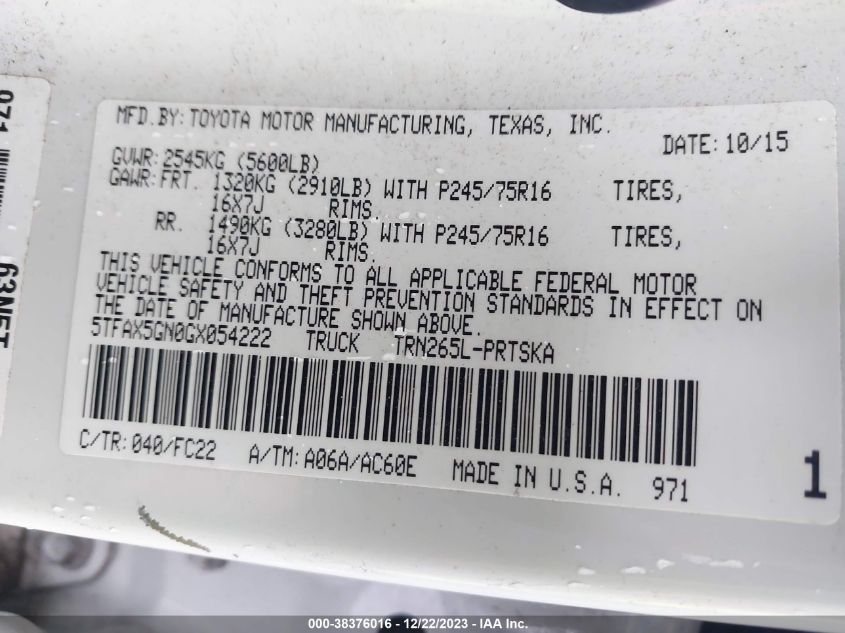 MFD.BY: TOYOTA MOTOR MANUFACTURING, TEXAS, INC.
DATE: 10/15
GVWR: 2545KG (5600LB)
GAWR: FRT. 1320KG (2910LB) WITH P245/75R16 TIRES,
16X7J RIMS.
RR. 1490KG (3280LB) WITH P245/75R16 TIRES,
16X7J RIMS.
THIS VEHICLE CONFORMS TO ALL APPLICABLE FEDERAL MOTOR
VEHICLE SAFETY AND THEFT PREVENTION STANDARDS IN EFFECT ON
THE DATE OF MANUFACTURE SHOWN ABOVE.
5TFAX5GN0GX054222 TRUCK TRN265L-PRTSKA
C/TR: 040/FC22 A/TM: A06A/AC60E MADE IN U.S.A. 971
1
971
000-38376016 - 12/22/2023 - IAA Inc.